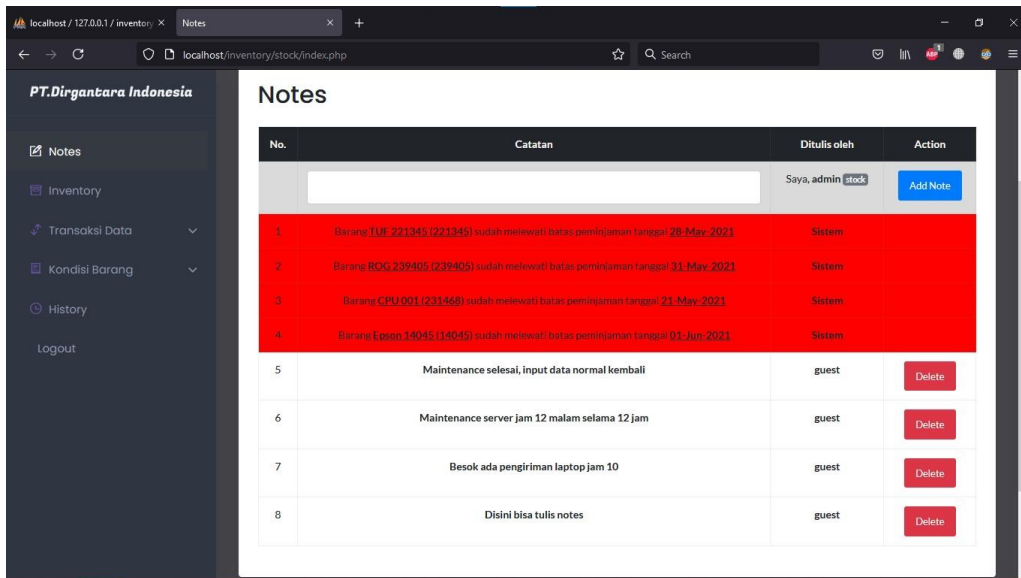 localhost / 127.0.0.1 / inventory
Notes
localhost/inventory/stock/index.php
Search
ABP
1
PT.Dirgantara Indonesia
Notes
Inventory
Transaksi Data
Kondisi Barang
History
Logout
Notes
No. Catatan Ditulis oleh Action
Saya, admin stock Add Note
1 Barang TUF 221345 (221345) sudah melewati batas peminjaman tanggal 28-May-2021 Sistem
2 Barang ROG 239405 (239405) sudah melewati batas peminjaman tanggal 31-May-2021 Sistem
3 Barang CPU 001 (231468) sudah melewati batas peminjaman tanggal 21-May-2021 Sistem
4 Barang Epson 14045 (14045) sudah melewati batas peminjaman tanggal 01-Jun-2021 Sistem
5 Maintenance selesai, input data normal kembali guest Delete
6 Maintenance server jam 12 malam selama 12 jam guest Delete
7 Besok ada pengiriman laptop jam 10 guest Delete
8 Disini bisa tulis notes guest Delete